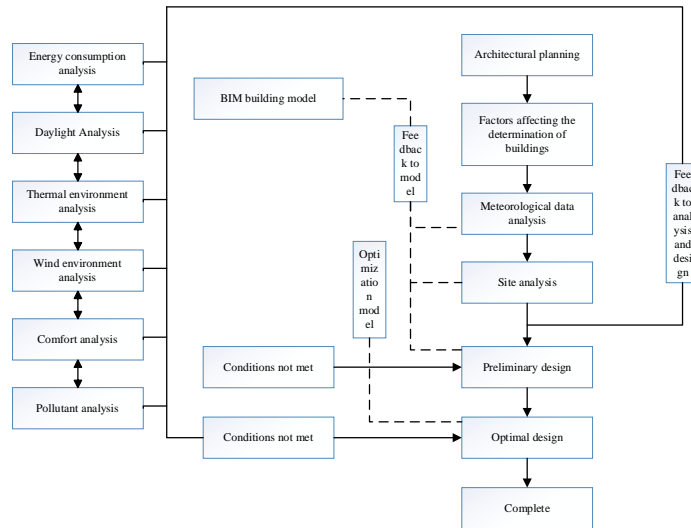 Energy consumption
analysis
Daylight Analysis
Thermal environment
analysis
Wind environment
analysis
Comfort analysis
Pollutant analysis
BIM building model
Fee
dbac
k to
mod
el
Opti
miz
atio
n
mod
el
Conditions not met
Conditions not met
Architectural planning
Factors affecting the
determination of
buildings
Meteorological data
analysis
Site analysis
Preliminary design
Optimal design
Complete
Fee
dbac
k to
anal
ysis
and
desi
gn